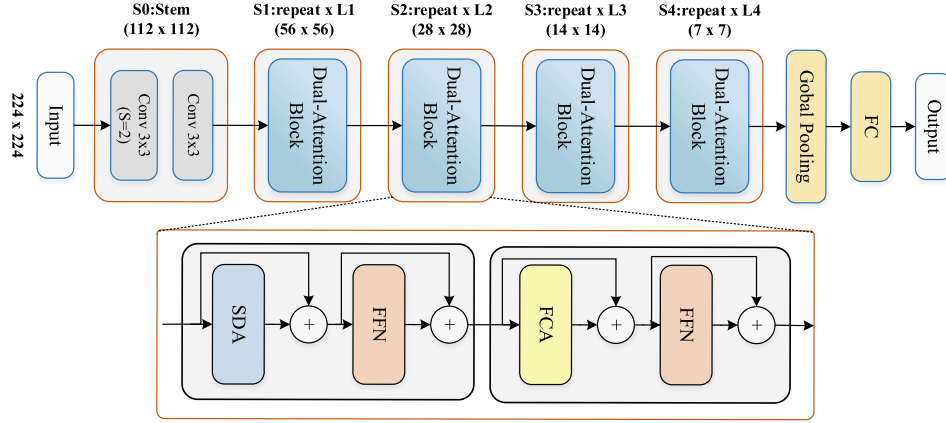 S0:Stem
(112 x 112)
S1:repeat x L1
(56 x 56)
S2:repeat x L2
(28 x 28)
S3:repeat x L3
(14 x 14)
S4:repeat x L4
(7 x 7)
224 x 224
Input
Conv 3x3
(S=2)
Conv 3x3
Dual-Attention
Block
Dual-Attention
Block
Dual-Attention
Block
Dual-Attention
Block
Gobal Pooling
FC
Output
SDA
+
FFN
+
FCA
+
FFN
+